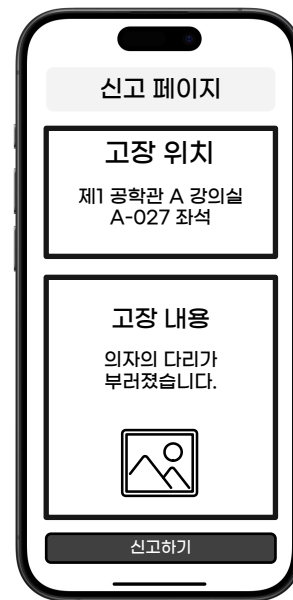 신고 페이지
고장 위치
제1 공학관 A 강의실
A-027 좌석
고장 내용
의자의 다리가
부러졌습니다.
신고하기